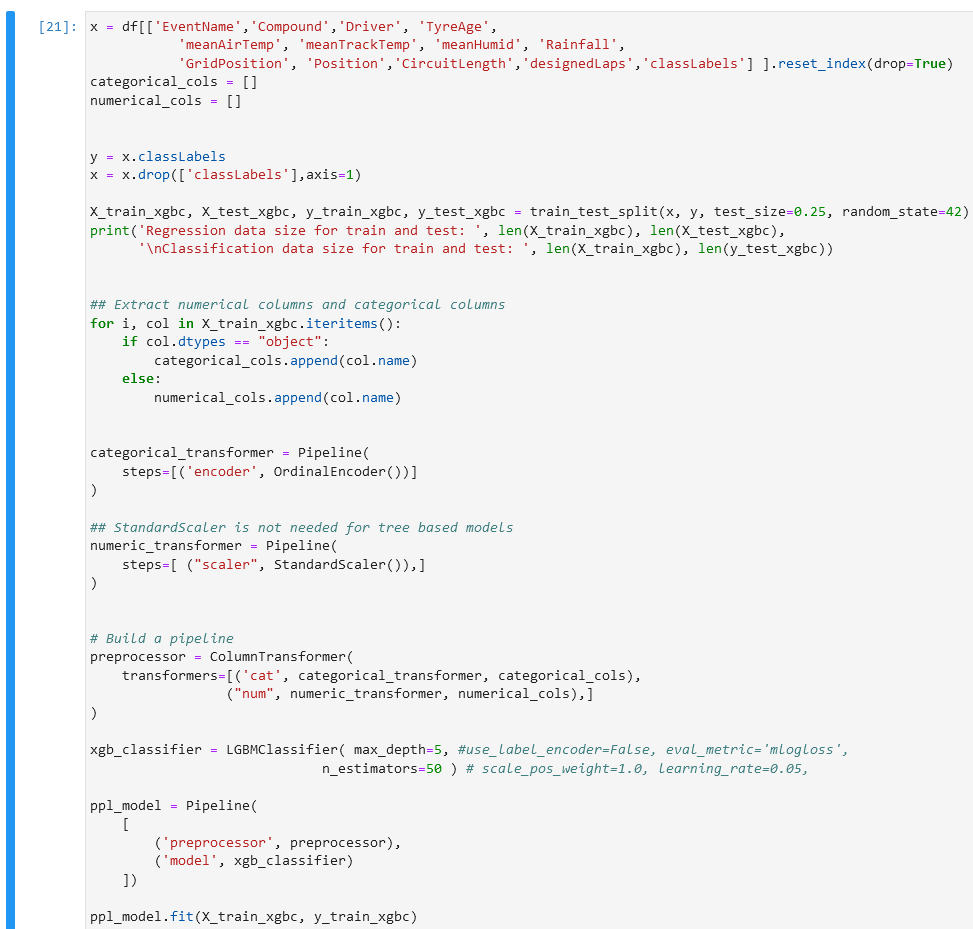 [21]: x = df[['EventName','Compound','Driver', 'TyreAge',
           'meanAirTemp', 'meanTrackTemp', 'meanHumid', 'Rainfall',
           'GridPosition', 'Position','CircuitLength','designedLaps','classLabels'] ].reset_index(drop=True)
categorical_cols = []
numerical_cols = []
y = x.classLabels
x = x.drop(['classLabels'],axis=1)
X_train_xgbc, X_test_xgbc, y_train_xgbc, y_test_xgbc = train_test_split(x, y, test_size=0.25, random_state=42)
print('Regression data size for train and test: ', len(X_train_xgbc), len(X_test_xgbc),
      '\nClassification data size for train and test: ', len(X_train_xgbc), len(y_test_xgbc))
## Extract numerical columns and categorical columns
for i, col in X_train_xgbc.iteritems():
    if col.dtypes == "object":
        categorical_cols.append(col.name)
    else:
        numerical_cols.append(col.name)
categorical_transformer = Pipeline(
    steps=[('encoder', OrdinalEncoder())]
)
## StandardScaler is not needed for tree based models
numeric_transformer = Pipeline(
    steps=[ ("scaler", StandardScaler()),]
)
# Build a pipeline
preprocessor = ColumnTransformer(
    transformers=[('cat', categorical_transformer, categorical_cols),
                 ("num", numeric_transformer, numerical_cols),]
)
xgb_classifier = LGBMClassifier( max_depth=5, #use_label_encoder=False, eval_metric='mlogloss',
                             n_estimators=50 ) # scale_pos_weight=1.0, learning_rate=0.05,
ppl_model = Pipeline(
    [
        ('preprocessor', preprocessor),
        ('model', xgb_classifier)
    ])
ppl_model.fit(X_train_xgbc, y_train_xgbc)